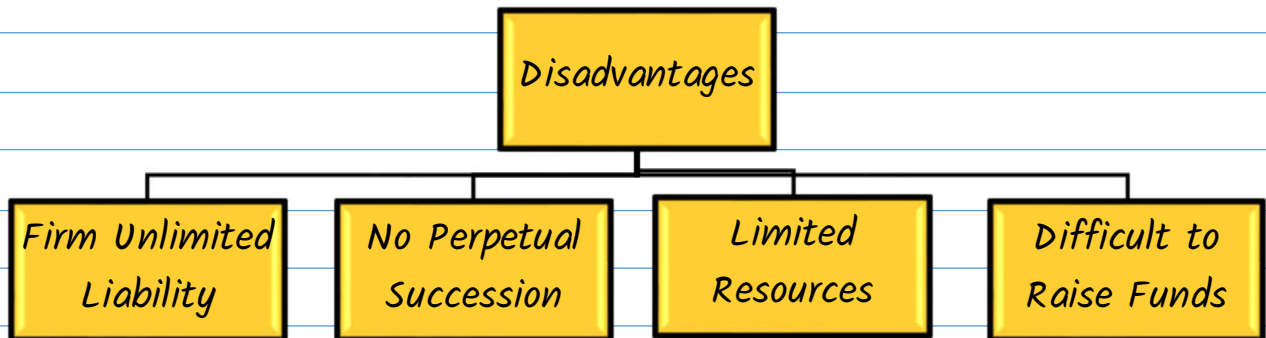 Disadvantages
Firm Unlimited
Liability
No Perpetual
Succession
Limited
Resources
Difficult to
Raise Funds